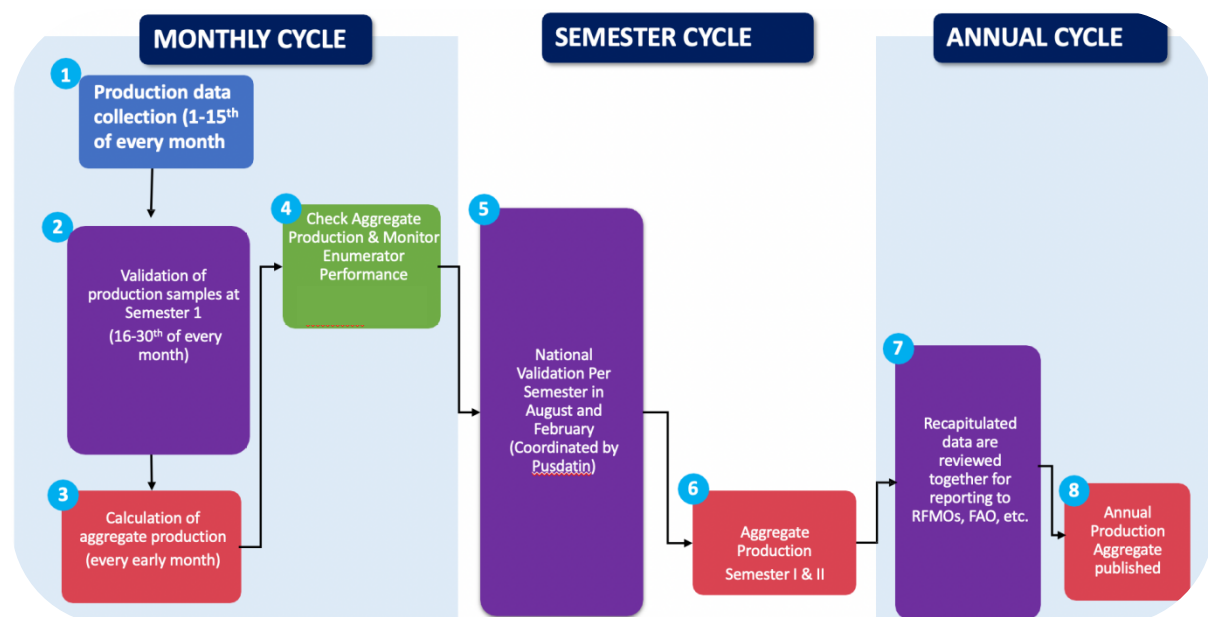 MONTHLY CYCLE
SEMESTER CYCLE
ANNUAL CYCLE
1
Production data
collection (1-15th
of every month
2
Validation of
production samples at
Semester 1
(16-30th of every
month)
3
Calculation of
aggregate production
(every early month)
4
Check Aggregate
Production & Monitor
Enumerator
Performance
5
National
Validation Per
Semester in
August and
February
(Coordinated by
Pusdatin)
6
Aggregate
Production
Semester I & II
7
Recapitulated
data are
reviewed
together for
reporting to
RFMOs, FAO, etc.
8
Annual
Production
Aggregate
published